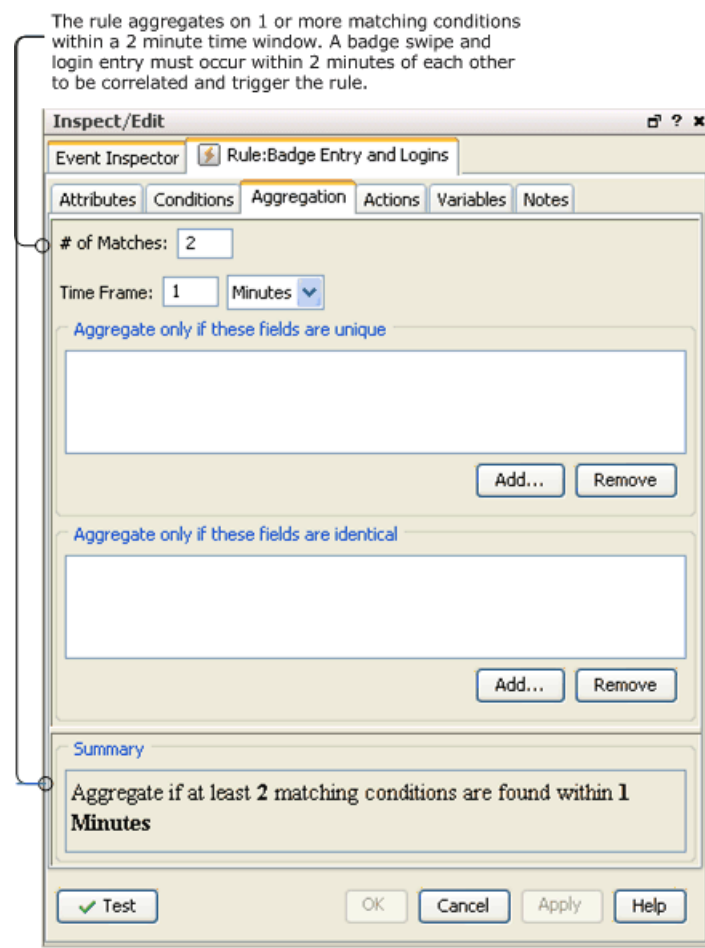 The rule aggregates on 1 or more matching conditions
within a 2 minute time window. A badge swipe and
login entry must occur within 2 minutes of each other
to be correlated and trigger the rule.
Inspect/Edit ? x
Event Inspector Rule:Badge Entry and Logins
Attributes Conditions Aggregation Actions Variables Notes
# of Matches: 2
Time Frame: 1 Minutes
Aggregate only if these fields are unique
Add... Remove
Aggregate only if these fields are identical
Add... Remove
Summary
Aggregate if at least 2 matching conditions are found within 1
Minutes
Test OK Cancel Apply Help